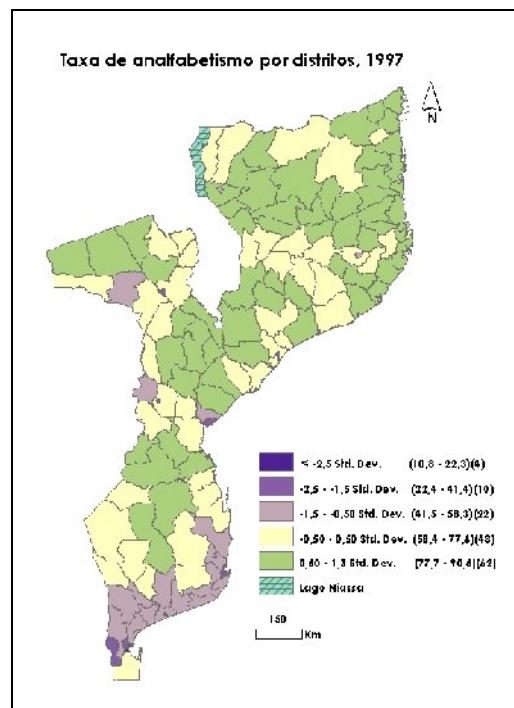 Taxa de analfabetismo por distritos, 1997
N
≤ -2,5 Std. Dev. (10,8 - 22,3)(4)
-2,5 - -1,5 Std. Dev. (22,4 - 41,4)(19)
-1,5 - -0,50 Std. Dev. (41,5 - 58,3)(22)
-0,50 - 0,50 Std. Dev. (58,4 - 77,6)(48)
0,50 - 1,3 Std. Dev. (77,7 - 90,6)(62)
Lago Niassa
150
Km